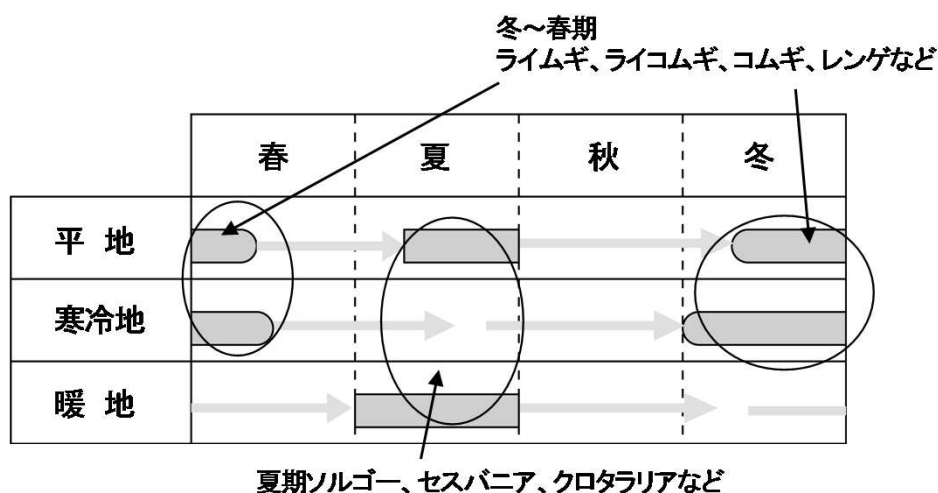 冬～春期
ライムギ、ライコムギ、コムギ、レンゲなど
春 夏 秋 冬
平 地
寒冷地
暖 地
夏期ソルゴー、セスバニア、クロタラリアなど